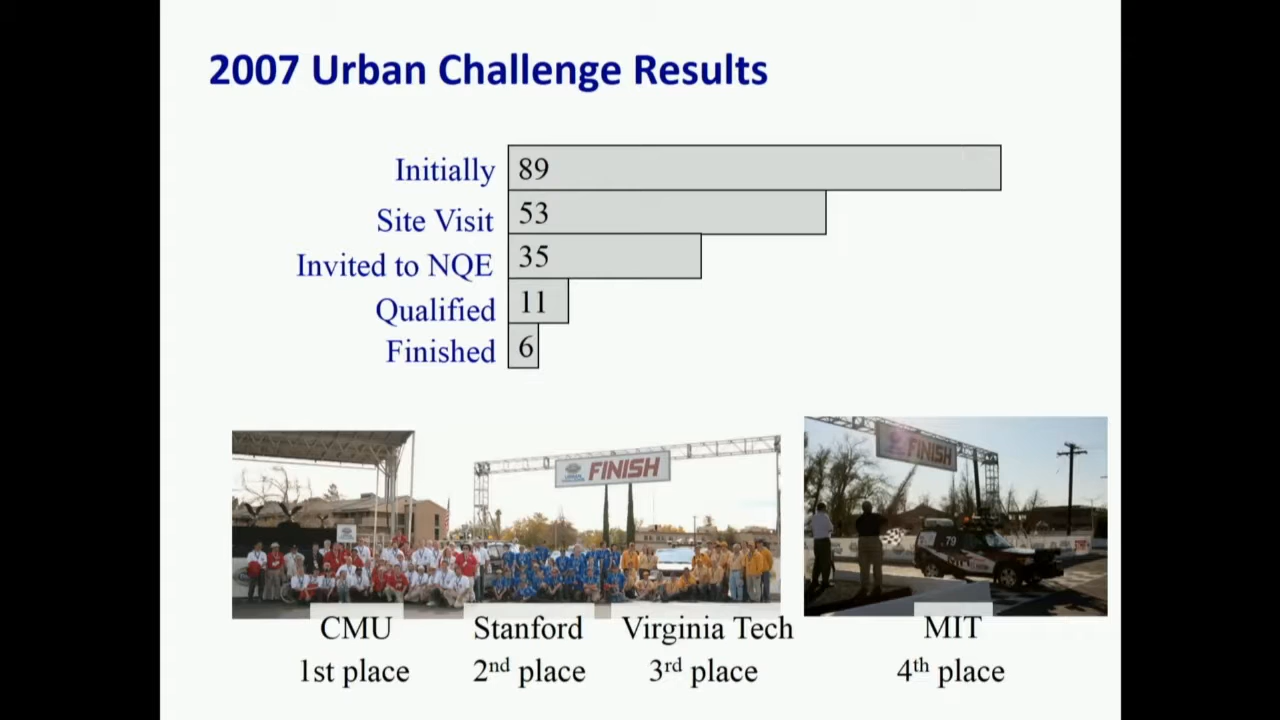 2007 Urban Challenge Results
Initially 89
Site Visit 53
Invited to NQE 35
Qualified 11
Finished 6
FINISH
FINISH
79
CMU Stanford Virginia Tech MIT
1st place 2nd place 3rd place 4th place